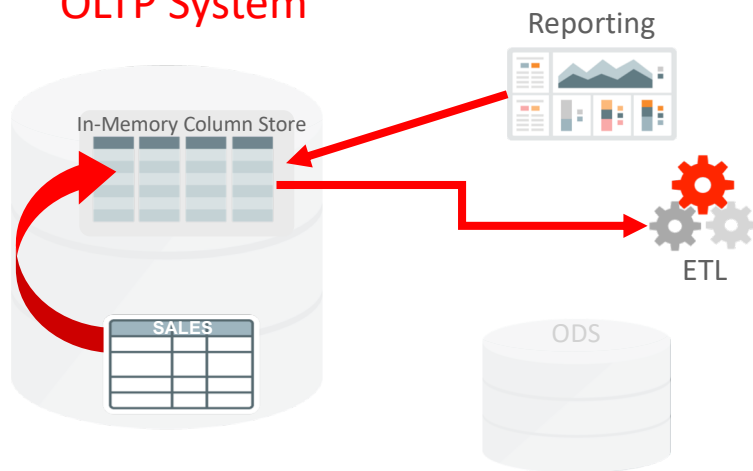 OLTP System
Reporting
In-Memory Column Store
ETL
SALES
ODS